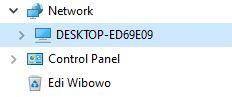 Network
DESKTOP-ED69E09
Control Panel
Edi Wibowo